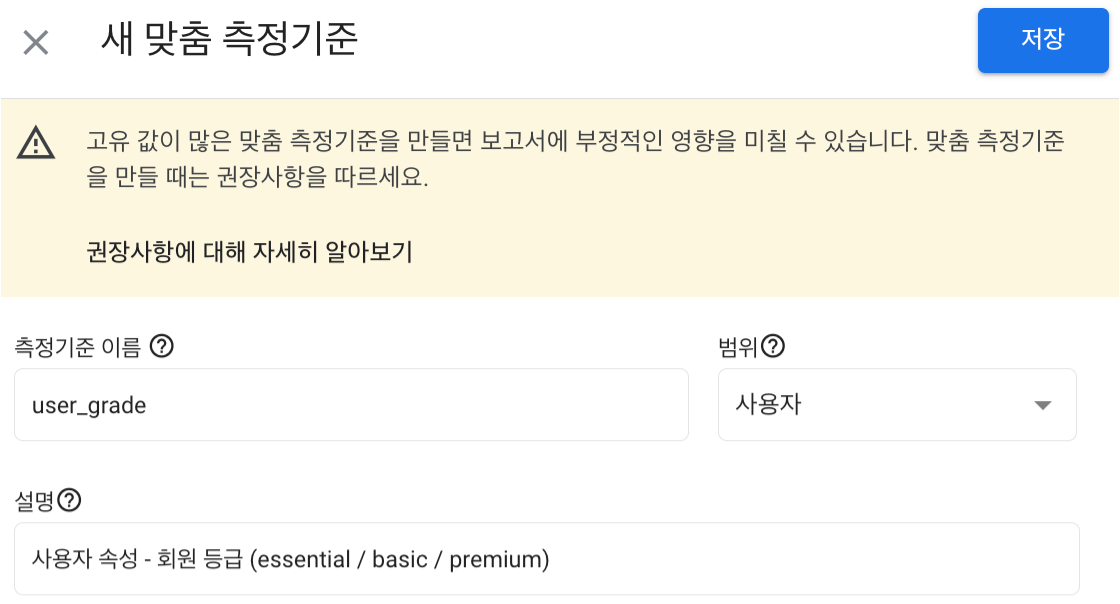 새 맞춤 측정기준
저장
고유 값이 많은 맞춤 측정기준을 만들면 보고서에 부정적인 영향을 미칠 수 있습니다. 맞춤 측정기준
을 만들 때는 권장사항을 따르세요.
권장사항에 대해 자세히 알아보기
측정기준 이름
범위
user_grade
사용자
설명
사용자 속성 - 회원 등급 (essential / basic / premium)